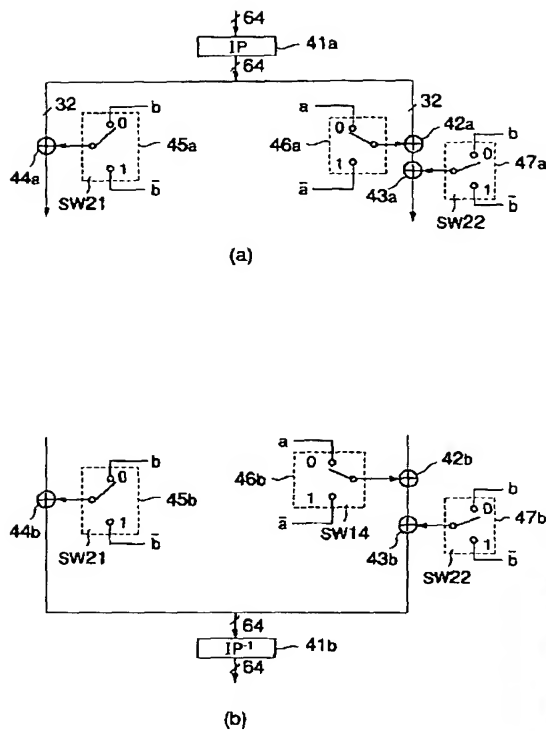 64
IP 41a
64
32 b a 32
0 0 42a b
45a 46a 0 47a
44a 1 1 43a 1
b̄ ā b̄
SW21 SW22
(a)
a
b 0 42b b
0 46b 0
45b 1 47b
44b 1 ā 43b 1
b̄ SW14 b̄
SW21 SW22
64
IP-1 41b
64
(b)